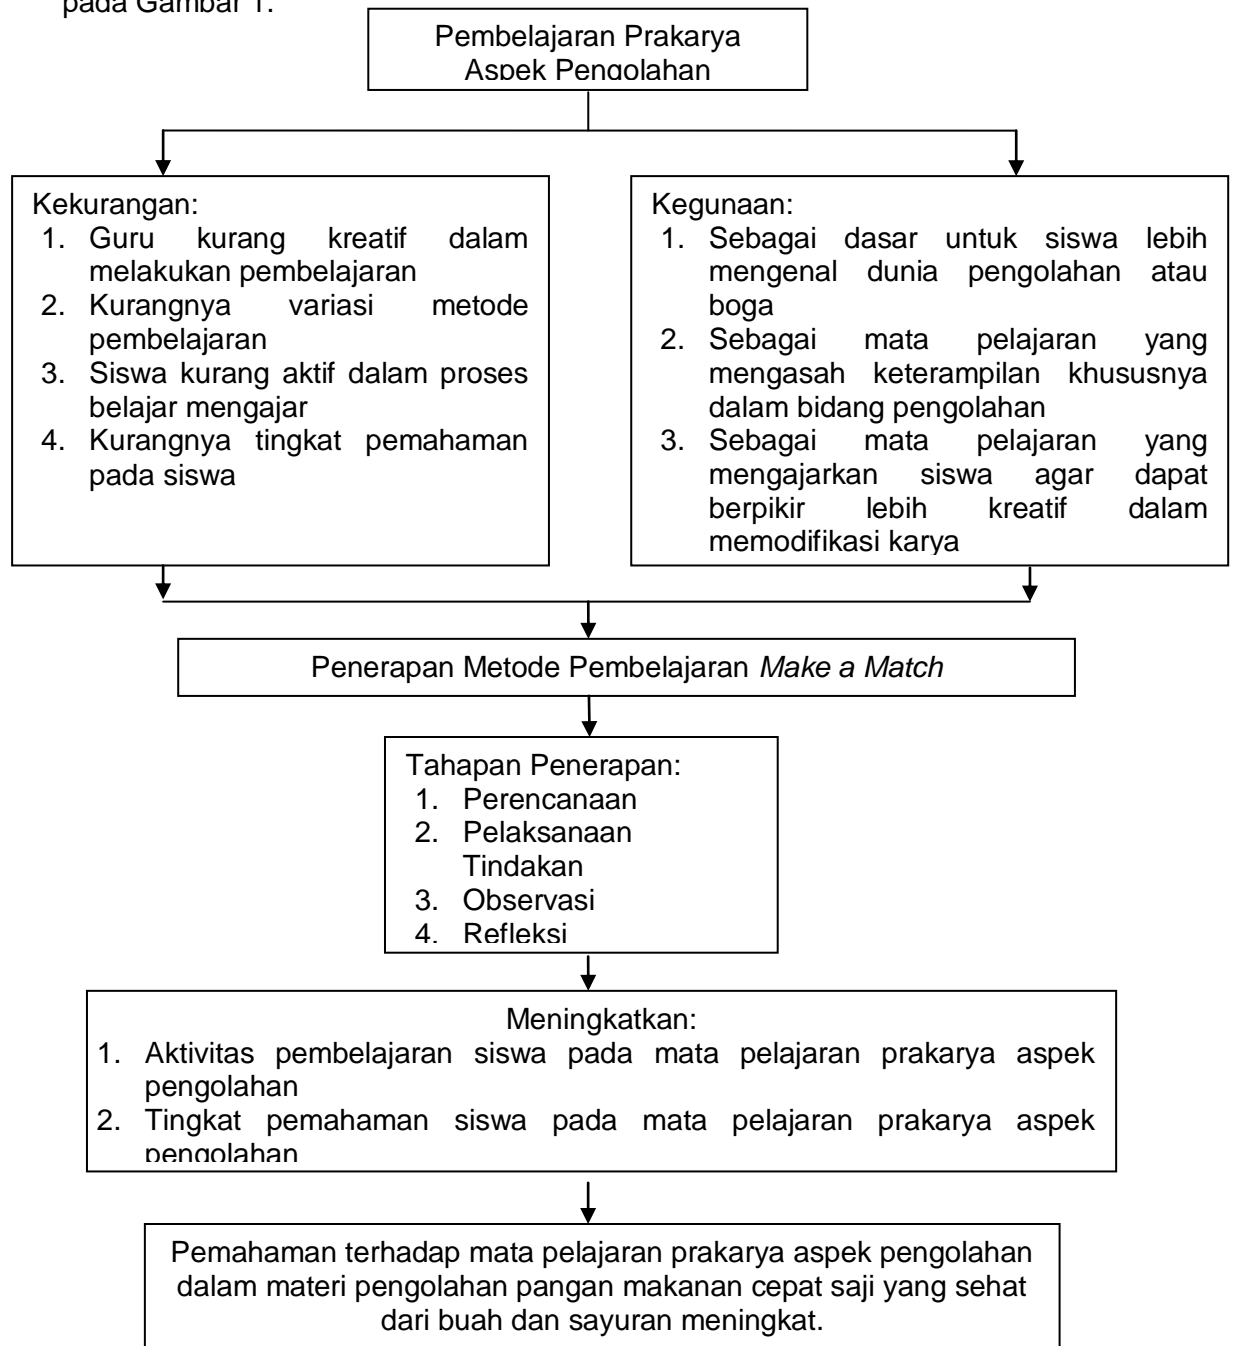 pada Gambar 1.
Pembelajaran Prakarya
Aspek Pengolahan
Kekurangan:
1. Guru kurang kreatif dalam
melakukan pembelajaran
2. Kurangnya variasi metode
pembelajaran
3. Siswa kurang aktif dalam proses
belajar mengajar
4. Kurangnya tingkat pemahaman
pada siswa
Kegunaan:
1. Sebagai dasar untuk siswa lebih
mengenal dunia pengolahan atau
boga
2. Sebagai mata pelajaran yang
mengasah keterampilan khususnya
dalam bidang pengolahan
3. Sebagai mata pelajaran yang
mengajarkan siswa agar dapat
berpikir lebih kreatif dalam
memodifikasi karya
Penerapan Metode Pembelajaran Make a Match
Tahapan Penerapan:
1. Perencanaan
2. Pelaksanaan
Tindakan
3. Observasi
4. Refleksi
Meningkatkan:
1. Aktivitas pembelajaran siswa pada mata pelajaran prakarya aspek
pengolahan
2. Tingkat pemahaman siswa pada mata pelajaran prakarya aspek
pengolahan
Pemahaman terhadap mata pelajaran prakarya aspek pengolahan
dalam materi pengolahan pangan makanan cepat saji yang sehat
dari buah dan sayuran meningkat.